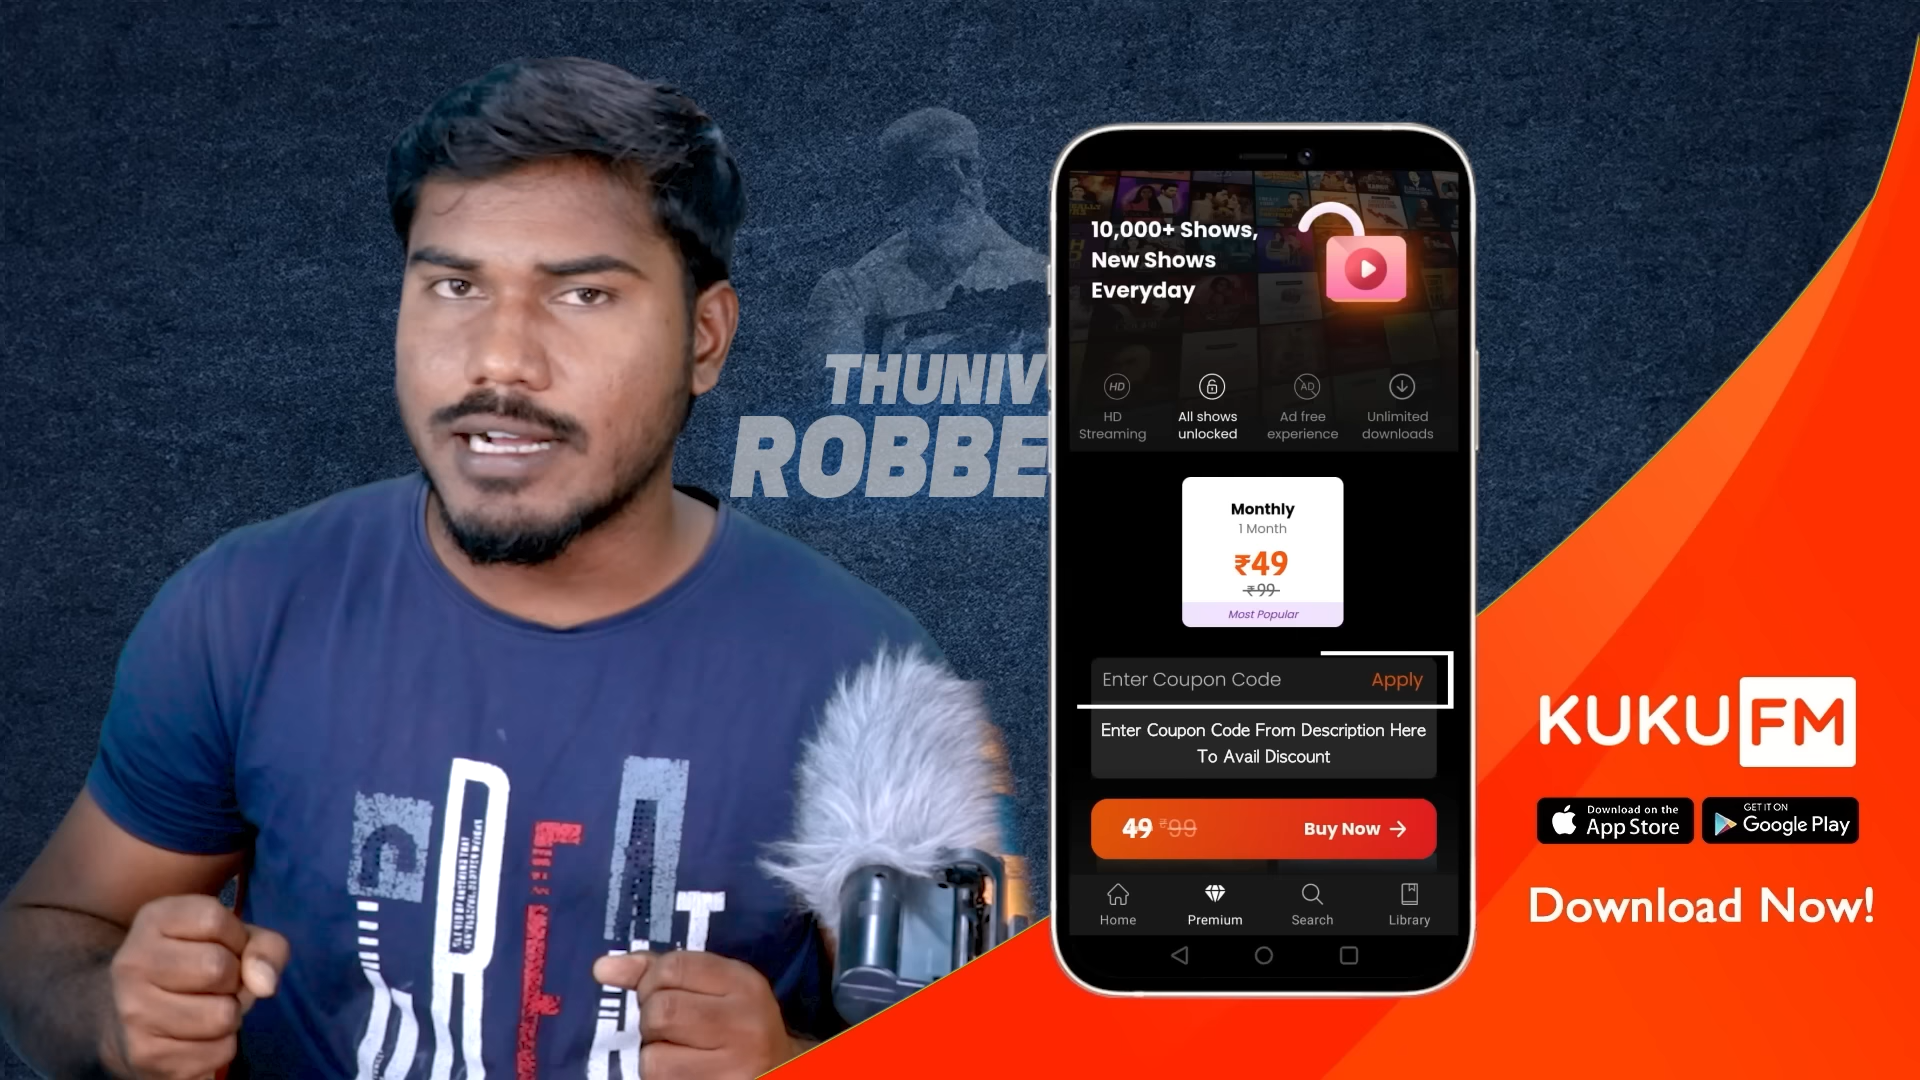 THUNIV
ROBBE
GREAT
10,000+ Shows,
New Shows
Everyday
HD
AD
HD
Streaming
All shows
unlocked
Ad free
experience
Unlimited
downloads
Monthly
1 Month
₹49
₹99
Most Popular
Enter Coupon Code
Apply
Enter Coupon Code From Description Here
To Avail Discount
49 ₹99
Buy Now →
Home
Premium
Search
Library
KUKU FM
Download on the
App Store
GET IT ON
Google Play
Download Now!